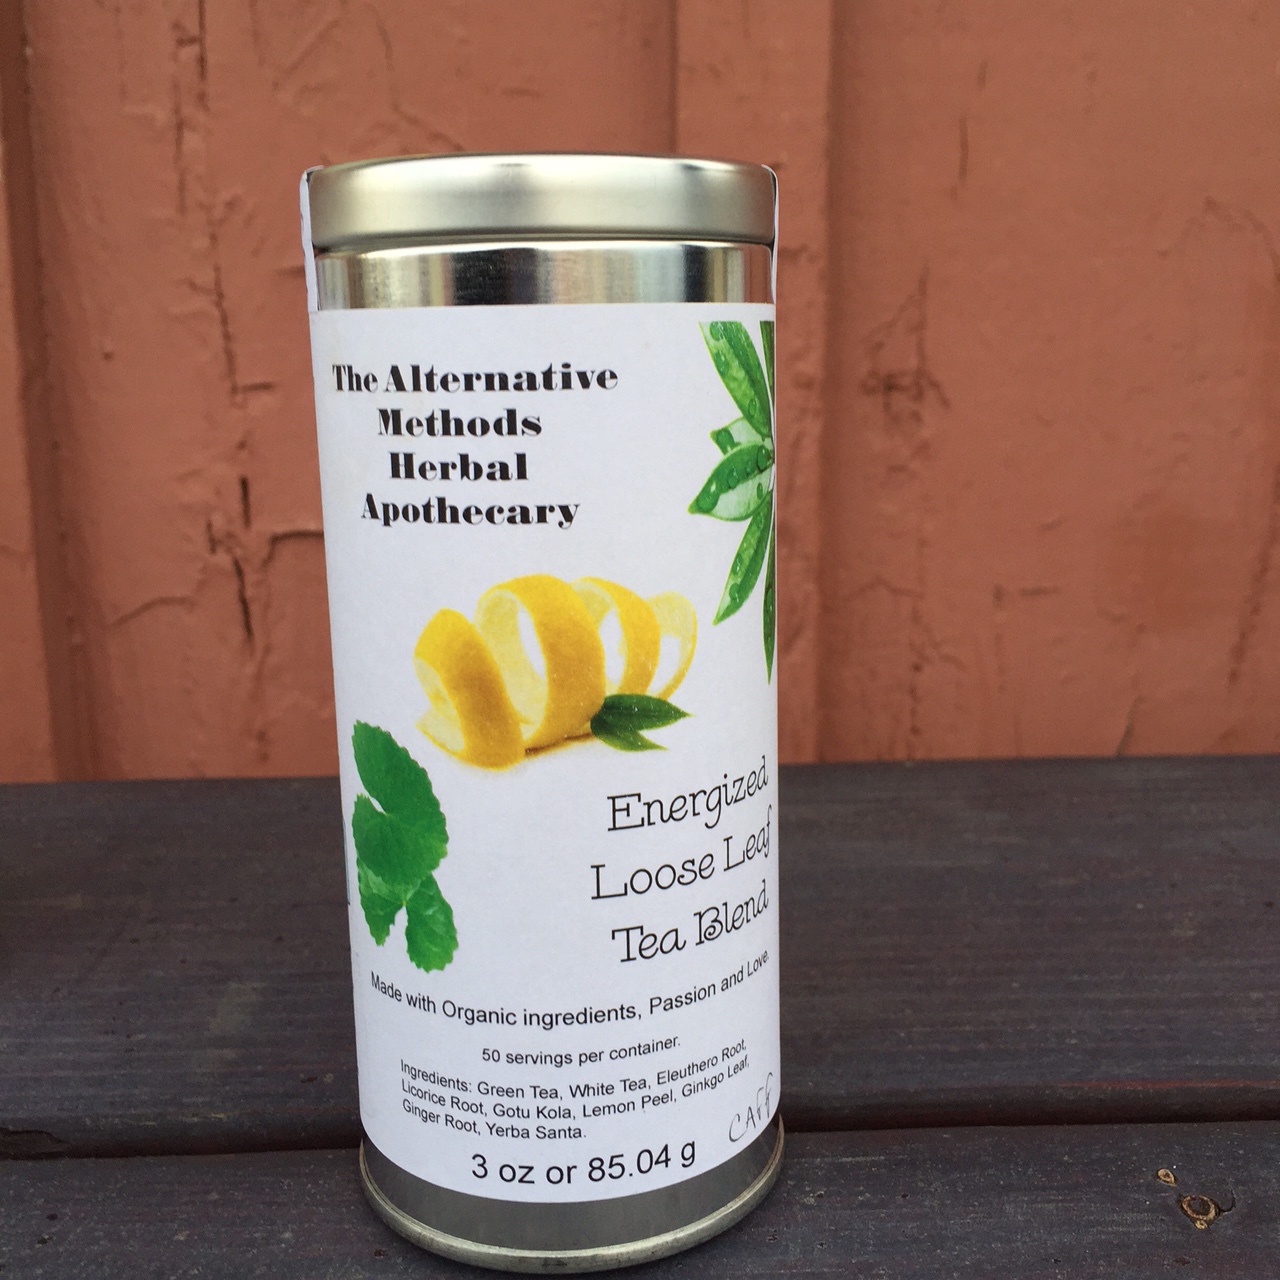 The Alternative
Methods
Herbal
Apothecary
Energized
Loose Leaf
Tea Blend
Made with Organic ingredients, Passion and Love.
50 servings per container.
Ingredients: Green Tea, White Tea, Eleuthero Root,
Licorice Root, Gotu Kola, Lemon Peel, Ginkgo Leaf,
Ginger Root, Yerba Santa.
3 oz or 85.04 g